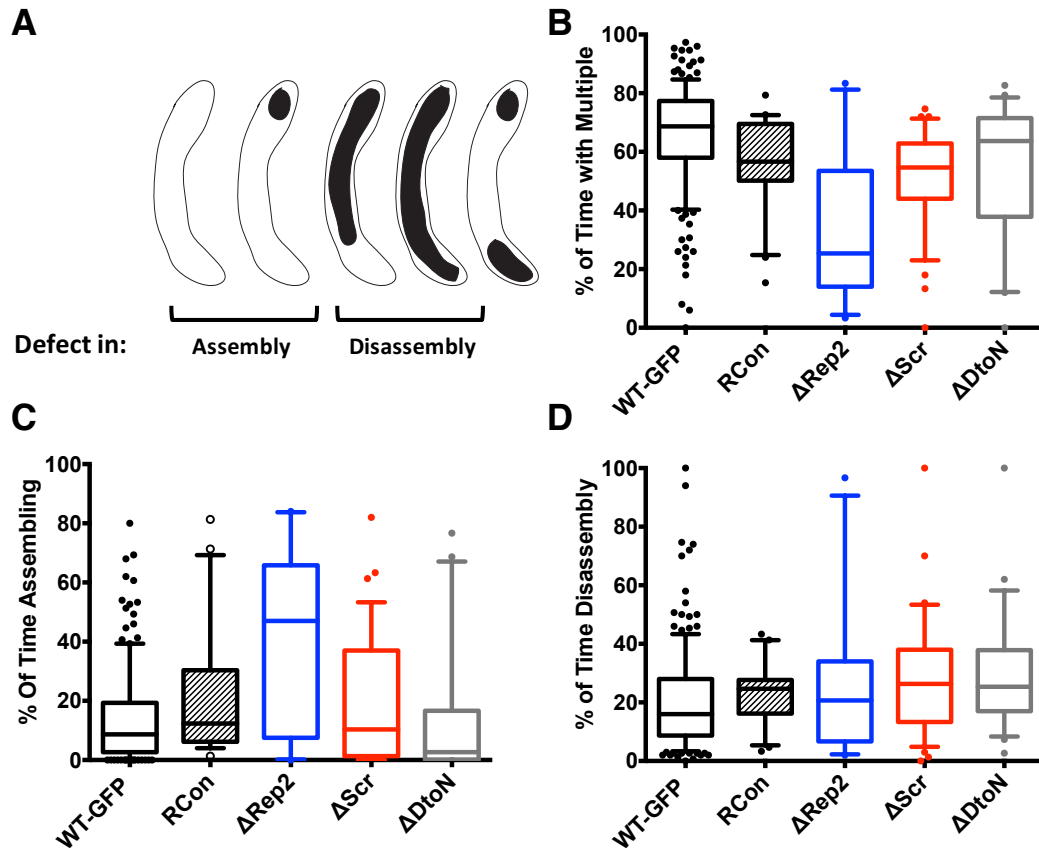 A
Defect in:
Assembly
Disassembly
B
% of Time with Multiple
100
80
60
40
20
0
WT-GFP
RCon
ΔRep2
ΔScr
ΔDtoN
C
% Of Time Assembling
100
80
60
40
20
0
WT-GFP
RCon
ΔRep2
ΔScr
ΔDtoN
D
% of Time Disassembly
100
80
60
40
20
0
WT-GFP
RCon
ΔRep2
ΔScr
ΔDtoN